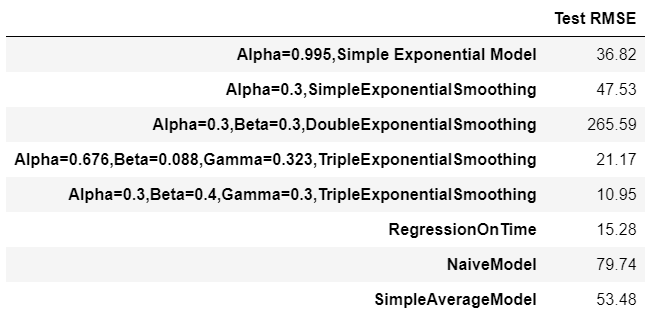 Test RMSE
Alpha=0.995,Simple Exponential Model 36.82
Alpha=0.3,SimpleExponentialSmoothing 47.53
Alpha=0.3,Beta=0.3,DoubleExponentialSmoothing 265.59
Alpha=0.676,Beta=0.088,Gamma=0.323,TripleExponentialSmoothing 21.17
Alpha=0.3,Beta=0.4,Gamma=0.3,TripleExponentialSmoothing 10.95
RegressionOnTime 15.28
NaiveModel 79.74
SimpleAverageModel 53.48